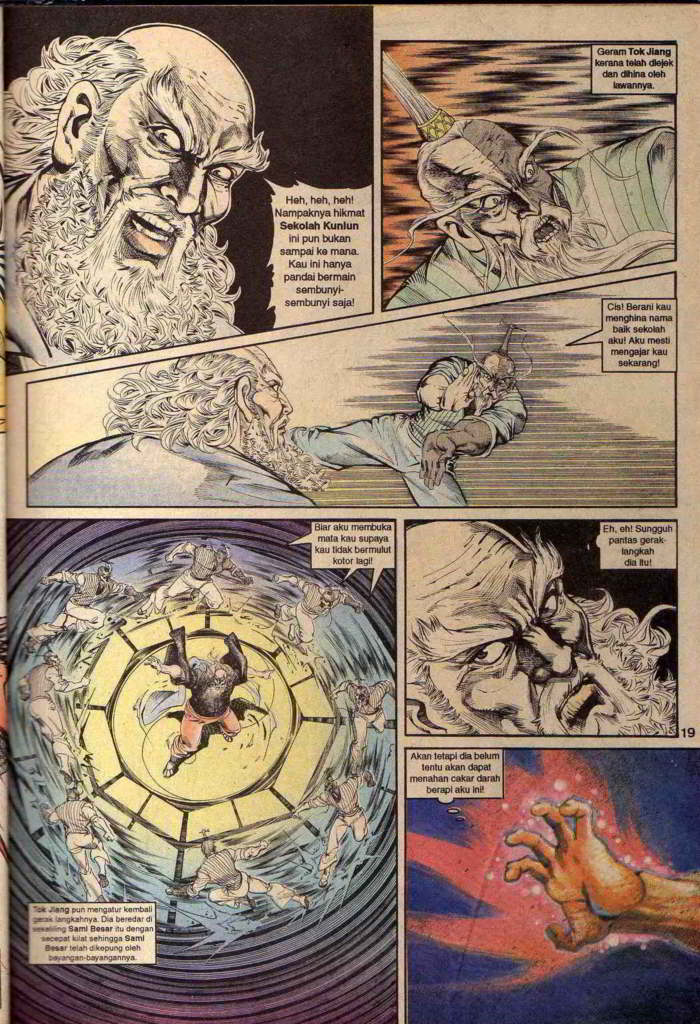 Heh, heh, heh!
Nampaknya hikmat
Sekolah Kunlun
ini pun bukan
sampai ke mana.
Kau ini hanya
pandai bermain
sembunyi-
sembunyi saja!
Geram Tok Jiang
kerana telah diejek
dan dihina oleh
lawannya.
Cis! Berani kau
menghina nama
baik sekolah
aku! Aku mesti
mengajar kau
sekarang!
Biar aku membuka
mata kau supaya
kau tidak bermulut
kotor lagi!
Tok Jiang pun mengatur kembali
gerak langkahnya. Dia beredar di
sekeliling Sami Besar itu dengan
secepat kilat sehingga Sami
Besar telah dikepung oleh
bayangan-bayangannya.
Eh, eh! Sungguh
pantas gerak-
langkah
dia itu!
19
Akan tetapi dia belum
tentu akan dapat
menahan cakar darah
berapi aku ini!